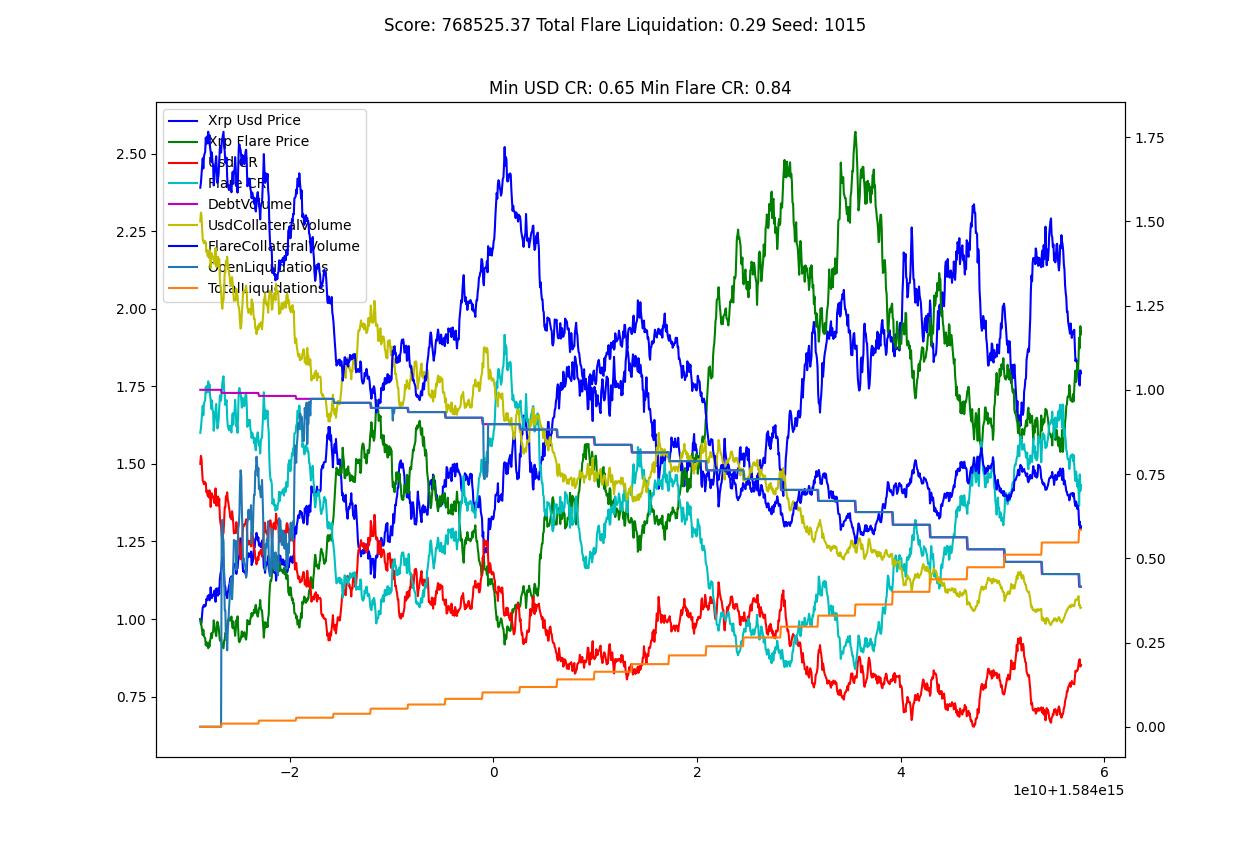 Score: 768525.37 Total Flare Liquidation: 0.29 Seed: 1015
Min USD CR: 0.65 Min Flare CR: 0.84
Xrp Usd Price
Xrp Flare Price
Usd CR
Flare CR
DebtVolume
UsdCollateralVolume
FlareCollateralVolume
OpenLiquidations
TotalLiquidations
2.50
2.25
2.00
1.75
1.50
1.25
1.00
0.75
1.75
1.50
1.25
1.00
0.75
0.50
0.25
0.00
−2 0 2 4 6
1e10+1.584e15